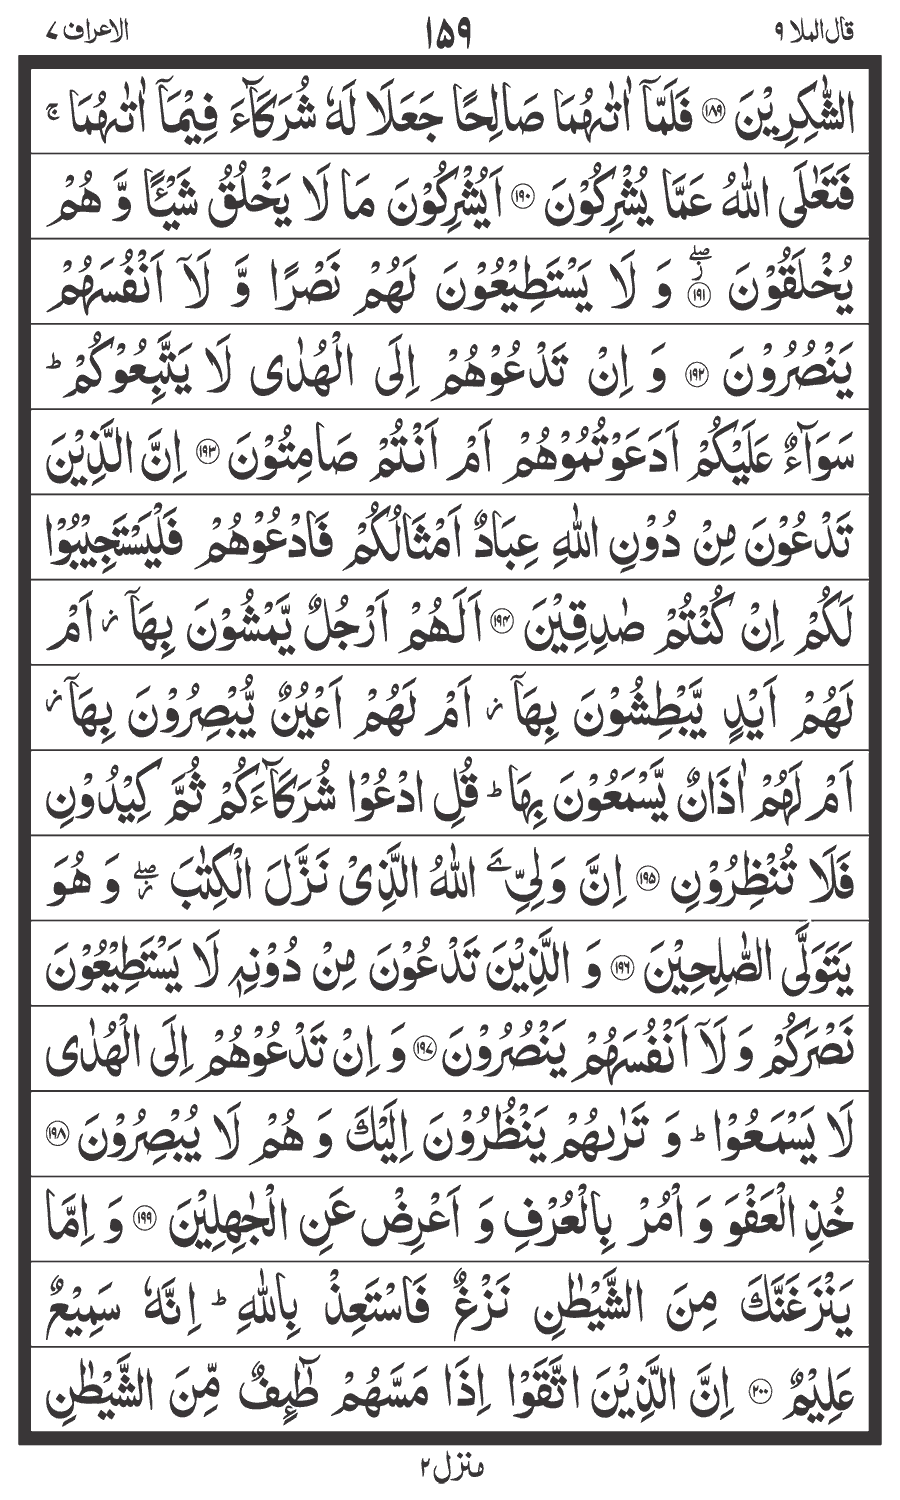 قال الملا ۹ ۱۵۹ الاعراف ۷
الشّٰكِرِيْنَ ۱۸۹ فَلَمَّاۤ اٰتٰىهُمَا صَالِحًا جَعَلَا لَهٗ شُرَكَآءَ فِيْمَاۤ اٰتٰىهُمَا ۚ
فَتَعٰلَى اللّٰهُ عَمَّا يُشْرِكُوْنَ ۱۹۰ اَيُشْرِكُوْنَ مَا لَا يَخْلُقُ شَيْـًٔا وَّ هُمْ
يُخْلَقُوْنَ ۱۹۱ ۖز وَ لَا يَسْتَطِيْعُوْنَ لَهُمْ نَصْرًا وَّ لَاۤ اَنْفُسَهُمْ
يَنْصُرُوْنَ ۱۹۲ وَ اِنْ تَدْعُوْهُمْ اِلَى الْهُدٰى لَا يَتَّبِعُوْكُمْ ؕ
سَوَآءٌ عَلَيْكُمْ اَدَعَوْتُمُوْهُمْ اَمْ اَنْتُمْ صَامِتُوْنَ ۱۹۳ اِنَّ الَّذِيْنَ
تَدْعُوْنَ مِنْ دُوْنِ اللّٰهِ عِبَادٌ اَمْثَالُكُمْ فَادْعُوْهُمْ فَلْيَسْتَجِيْبُوْا
لَكُمْ اِنْ كُنْتُمْ صٰدِقِيْنَ ۱۹۴ اَلَهُمْ اَرْجُلٌ يَّمْشُوْنَ بِهَاۤ ؗ اَمْ
لَهُمْ اَيْدٍ يَّبْطِشُوْنَ بِهَاۤ ؗ اَمْ لَهُمْ اَعْيُنٌ يُّبْصِرُوْنَ بِهَاۤ ؗ
اَمْ لَهُمْ اٰذَانٌ يَّسْمَعُوْنَ بِهَا ؕ قُلِ ادْعُوْا شُرَكَآءَكُمْ ثُمَّ كِيْدُوْنِ
فَلَا تُنْظِرُوْنِ ۱۹۵ اِنَّ وَلِيِّ ےَ اللّٰهُ الَّذِيْ نَزَّلَ الْكِتٰبَ ۖؗ وَ هُوَ
يَتَوَلَّى الصّٰلِحِيْنَ ۱۹۶ وَ الَّذِيْنَ تَدْعُوْنَ مِنْ دُوْنِهٖ لَا يَسْتَطِيْعُوْنَ
نَصْرَكُمْ وَ لَاۤ اَنْفُسَهُمْ يَنْصُرُوْنَ ۱۹۷ وَ اِنْ تَدْعُوْهُمْ اِلَى الْهُدٰى
لَا يَسْمَعُوْا ؕ وَ تَرٰىهُمْ يَنْظُرُوْنَ اِلَيْكَ وَ هُمْ لَا يُبْصِرُوْنَ ۱۹۸
خُذِ الْعَفْوَ وَ اْمُرْ بِالْعُرْفِ وَ اَعْرِضْ عَنِ الْجٰهِلِيْنَ ۱۹۹ وَ اِمَّا
يَنْزَغَنَّكَ مِنَ الشَّيْطٰنِ نَزْغٌ فَاسْتَعِذْ بِاللّٰهِ ؕ اِنَّهٗ سَمِيْعٌ
عَلِيْمٌ ۲۰۰ اِنَّ الَّذِيْنَ اتَّقَوْا اِذَا مَسَّهُمْ طٰٓىِٕفٌ مِّنَ الشَّيْطٰنِ
منزل ۲